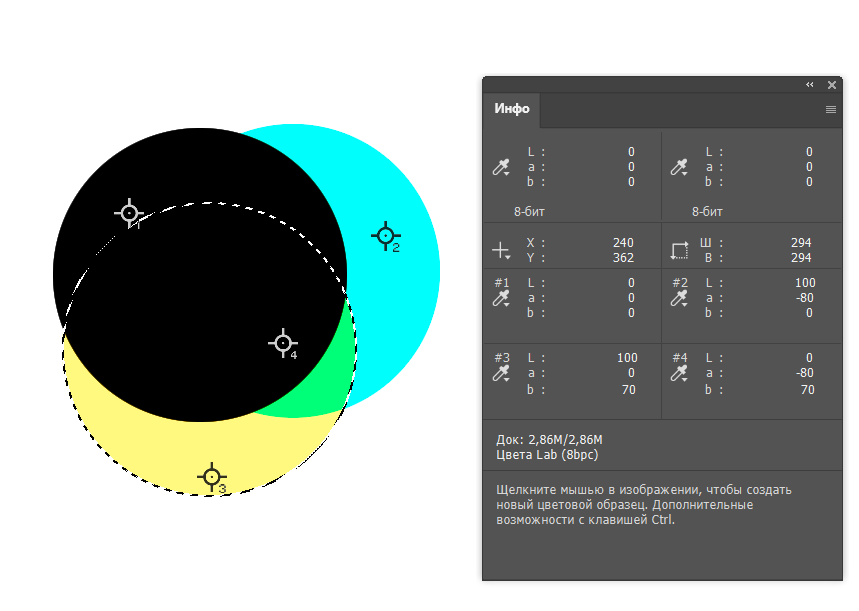 Инфо
L : 0 L : 0
a : 0 a : 0
b : 0 b : 0
8-бит 8-бит
X : 240 Ш : 294
Y : 362 В : 294
#1 L : 0 #2 L : 100
a : 0 a : -80
b : 0 b : 0
#3 L : 100 #4 L : 0
a : 0 a : -80
b : 70 b : 70
Док: 2,86M/2,86M
Цвета Lab (8bpc)
Щелкните мышью в изображении, чтобы создать
новый цветовой образец. Дополнительные
возможности с клавишей Ctrl.
1
2
4
3